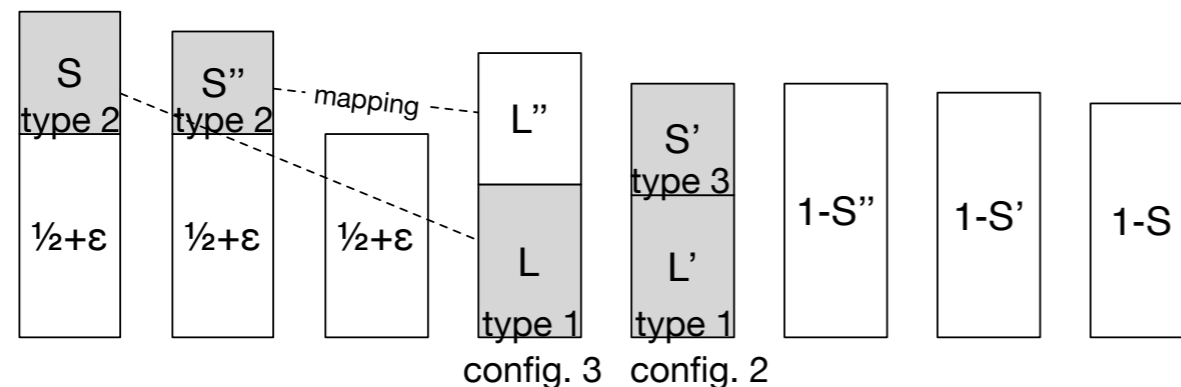 S
type 2
½+ε
S’’
type 2
½+ε
mapping
½+ε
L’’
L
type 1
config. 3
S’
type 3
L’
type 1
config. 2
1-S’’
1-S’
1-S